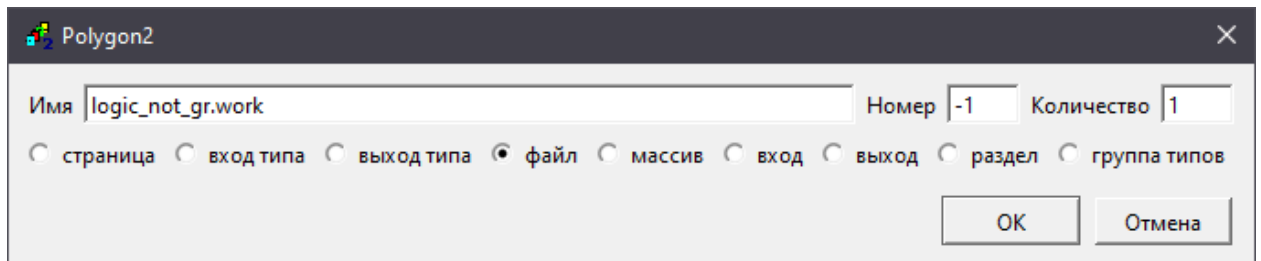 Polygon2
Имя logic_not_gr.work Номер -1 Количество 1
страница вход типа выход типа файл массив вход выход раздел группа типов
ОК Отмена